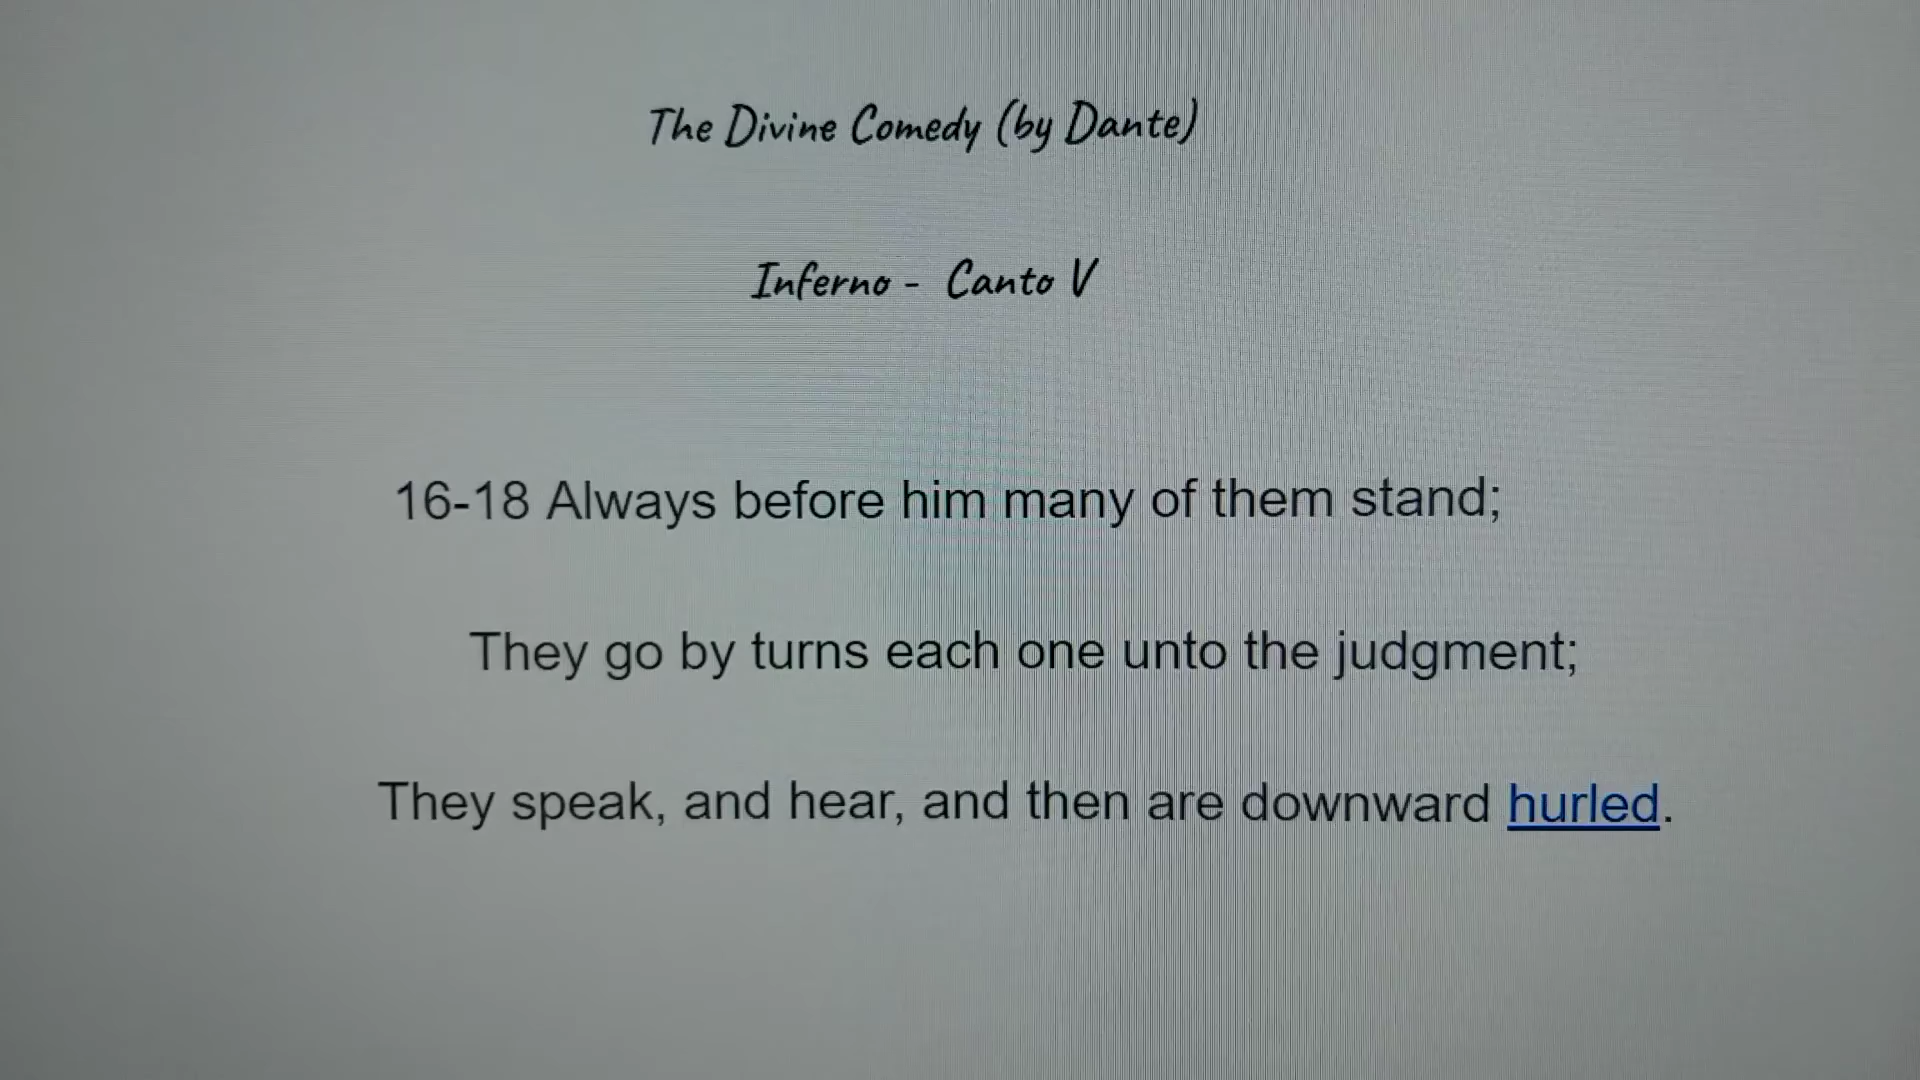 The Divine Comedy (by Dante)
Inferno - Canto V
16-18 Always before him many of them stand;
They go by turns each one unto the judgment;
They speak, and hear, and then are downward hurled.